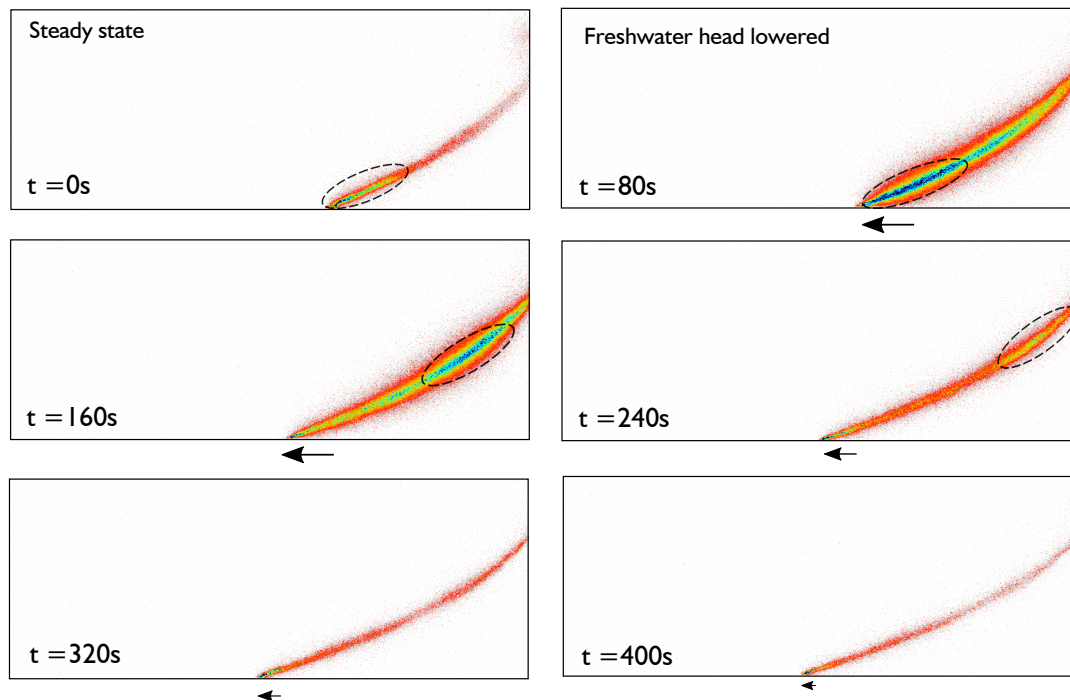 Steady state
t =0s
Freshwater head lowered
t =80s
t =160s
t =240s
t =320s
t =400s